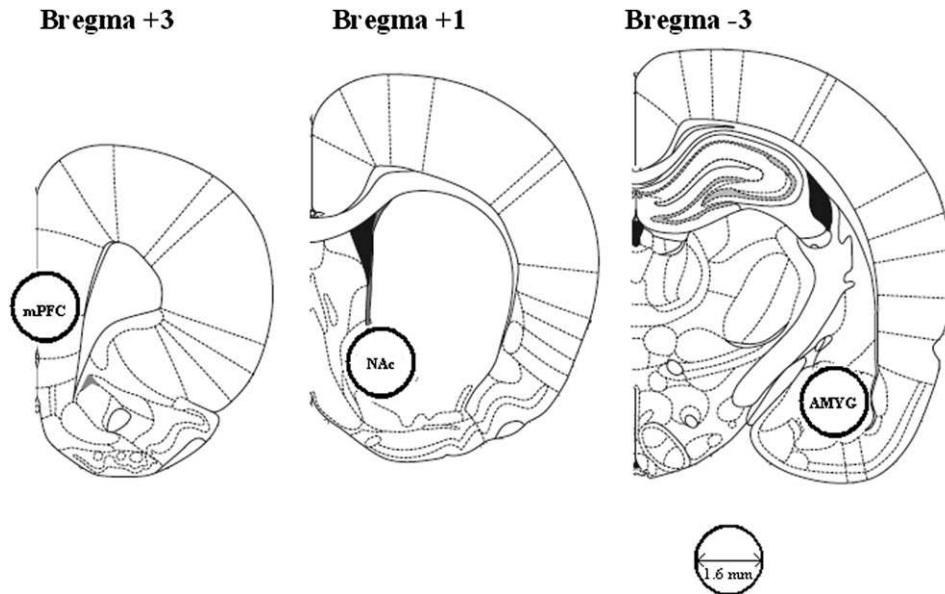 Bregma +3
Bregma +1
Bregma -3
mPFC
NAc
AMYG
1.6 mm